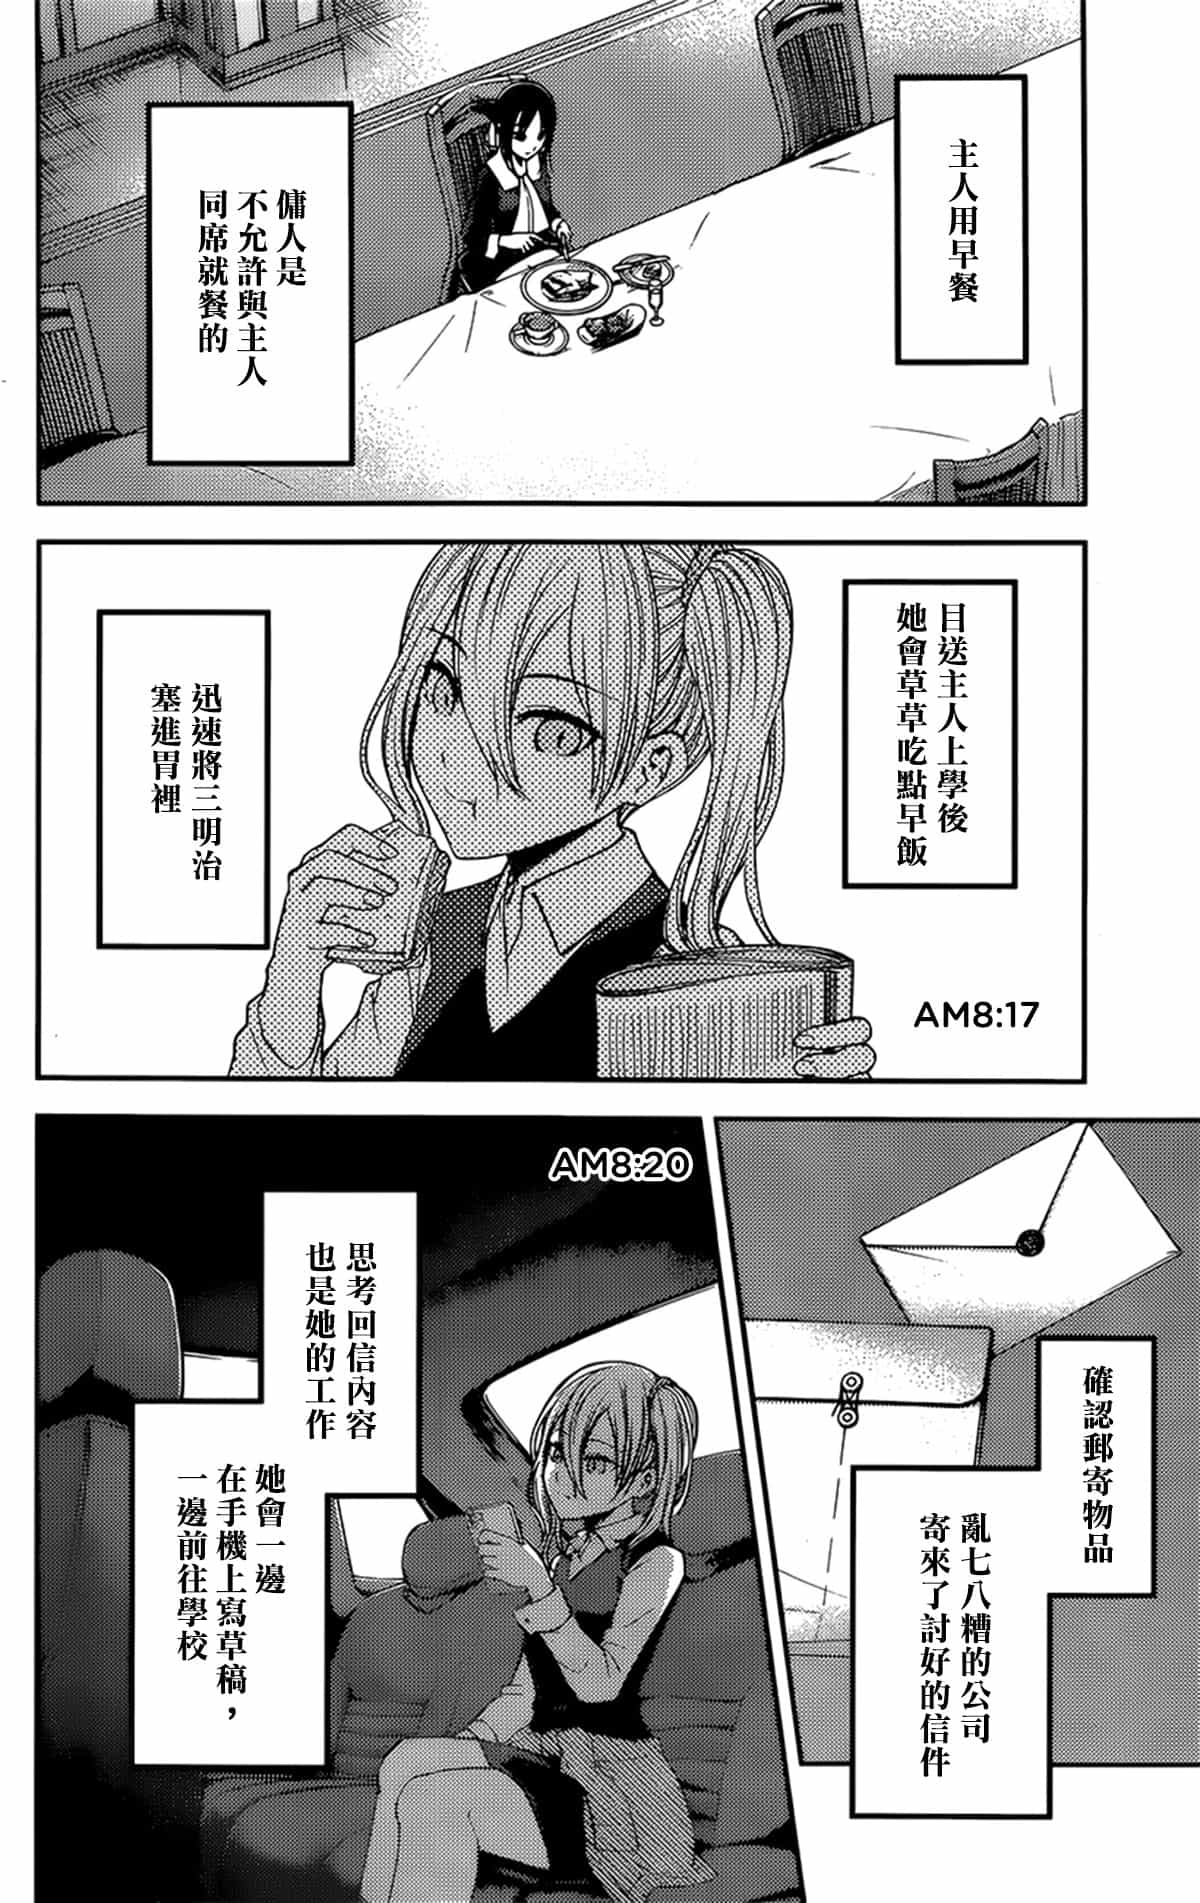 主人用早餐
傭人是
不允許與主人
同席就餐的
目送主人上學後
她會草草吃點早飯
迅速將三明治
塞進胃裡
AM8:17
確認郵寄物品
亂七八糟的公司
寄來了討好的信件
AM8:20
思考回信內容
也是她的工作
她會一邊
在手機上寫草稿，
一邊前往學校